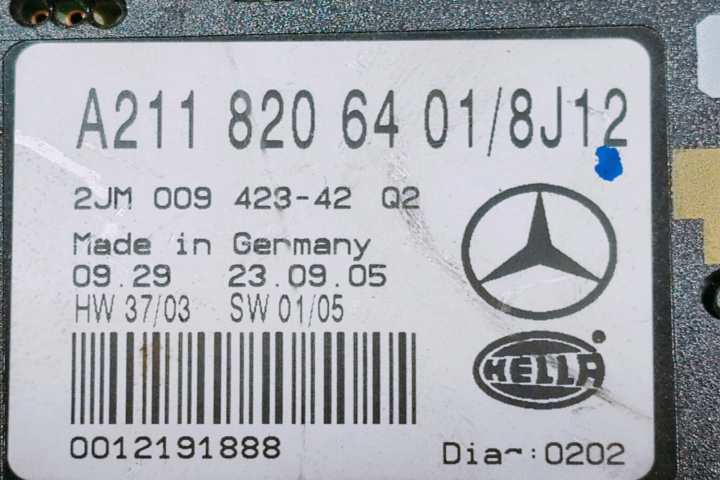 A211 820 64 01/8J12
2JM 009 423-42 Q2
Made in Germany
09.29 23.09.05
HW 37/03 SW 01/05
HELLA
®
0012191888
Diag:0202